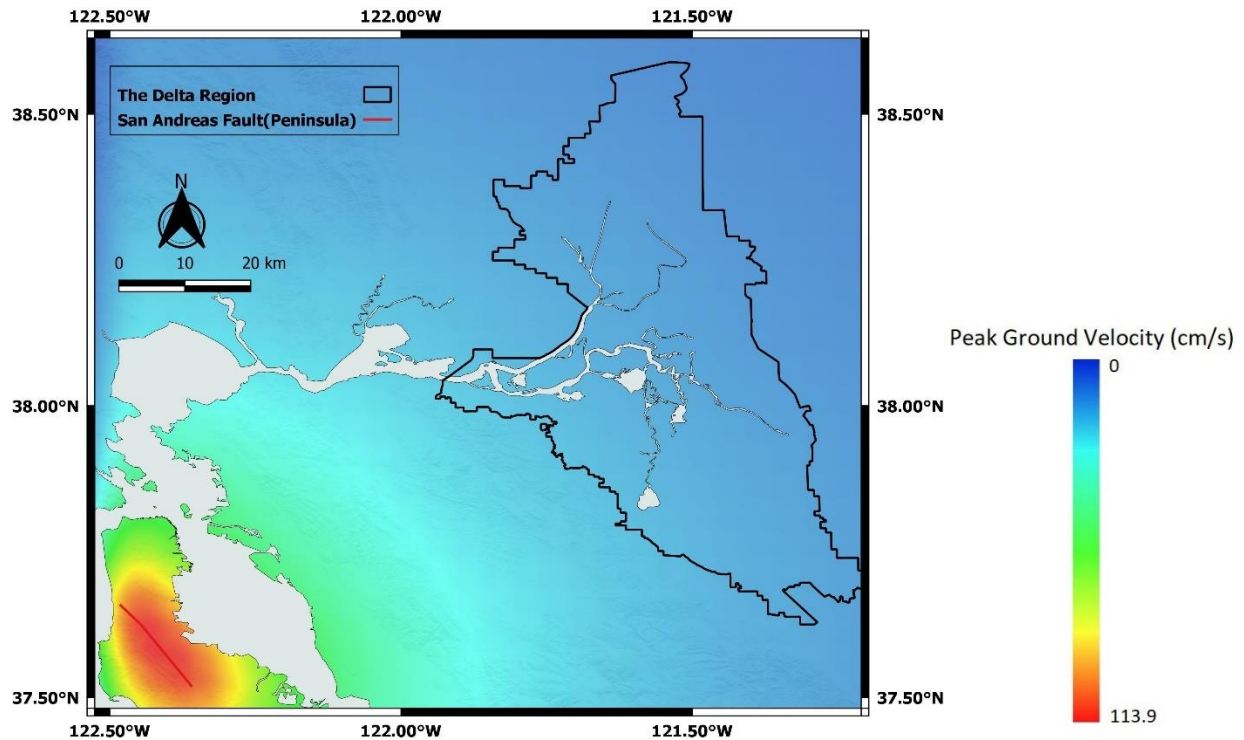 122.50°W 122.00°W 121.50°W
38.50°N 38.50°N
The Delta Region
San Andreas Fault(Peninsula)
N
0 10 20 km
38.00°N 38.00°N
Peak Ground Velocity (cm/s)
0
113.9
37.50°N 37.50°N
122.50°W 122.00°W 121.50°W